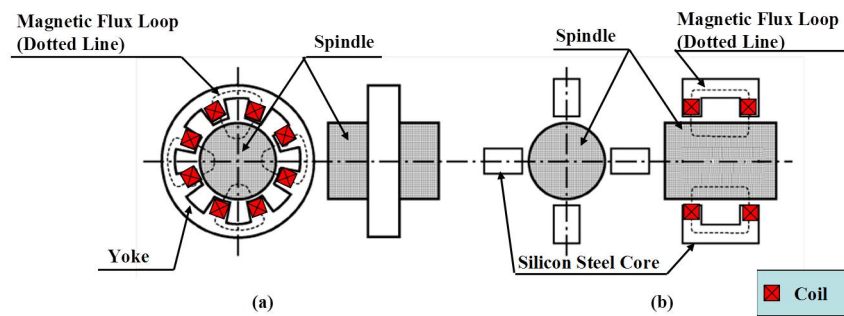 Magnetic Flux Loop
(Dotted Line)
Spindle
Yoke
(a)
Spindle
Magnetic Flux Loop
(Dotted Line)
Silicon Steel Core
(b)
Coil